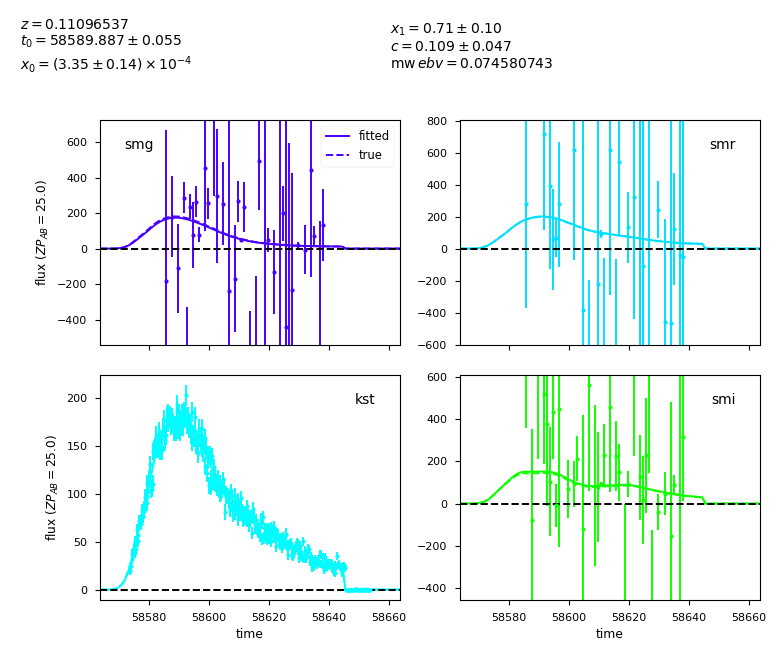 z = 0.11096537
t₀ = 58589.887 ± 0.055
x₀ = (3.35 ± 0.14) × 10⁻⁴
x₁ = 0.71 ± 0.10
c = 0.109 ± 0.047
mwebv = 0.074580743
smg
fitted
true
flux (ZP_AB = 25.0)
600
400
200
0
−200
−400
smr
800
600
400
200
0
−200
−400
−600
kst
flux (ZP_AB = 25.0)
200
150
100
50
0
58580 58600 58620 58640 58660
time
smi
600
400
200
0
−200
−400
58580 58600 58620 58640 58660
time